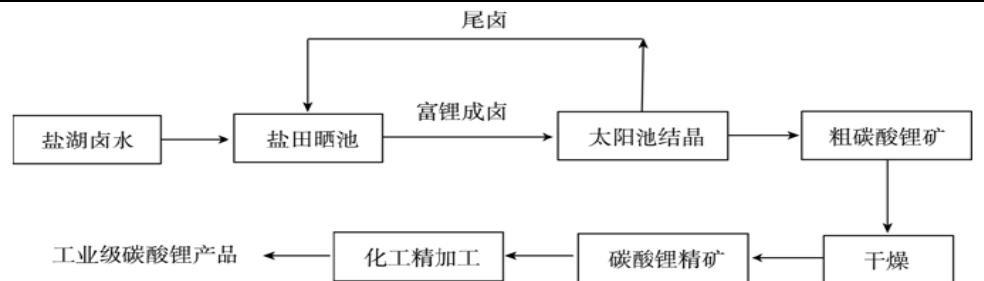 尾卤
富锂成卤
盐湖卤水
盐田晒池
太阳池结晶
粗碳酸锂矿
工业级碳酸锂产品
化工精加工
碳酸锂精矿
干燥